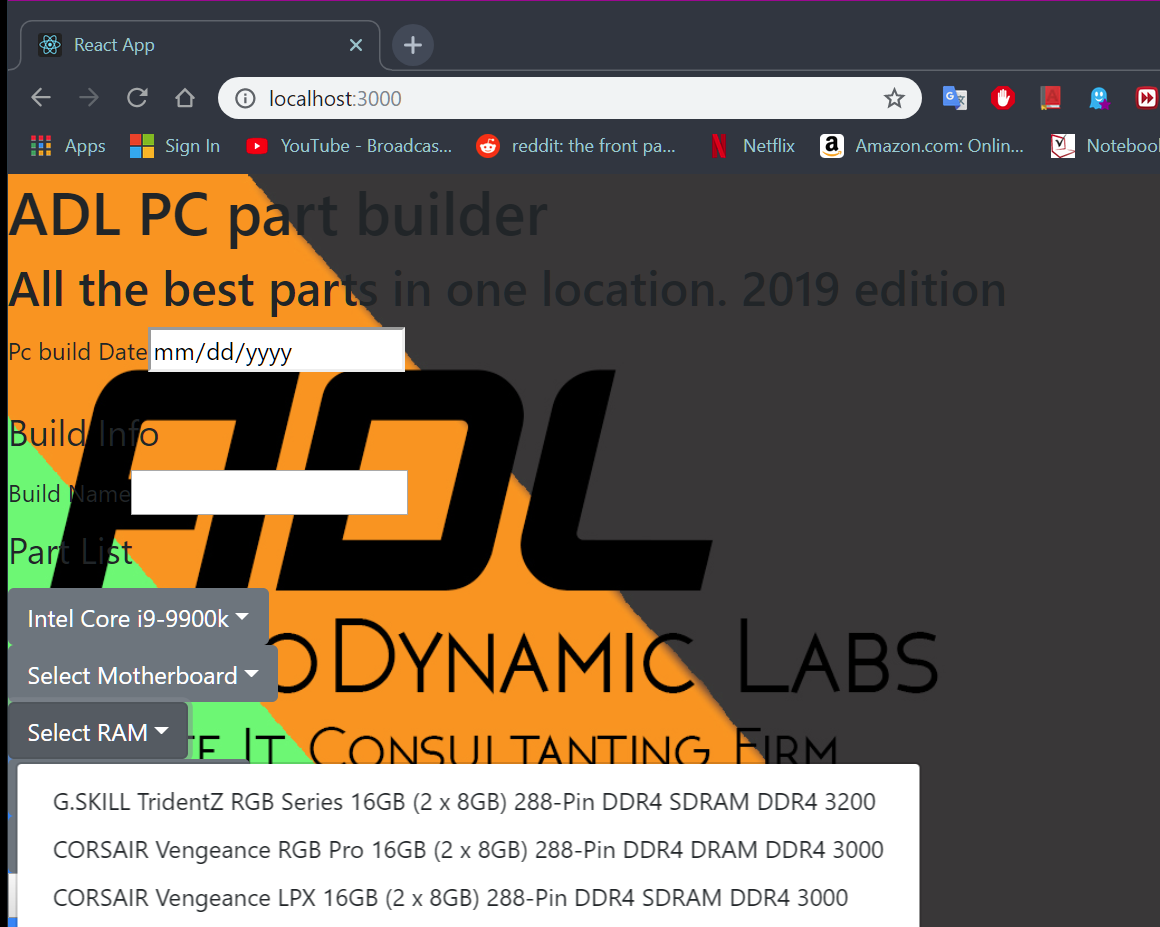 React App
localhost:3000
Apps Sign In YouTube - Broadcas... reddit: the front pa... Netflix Amazon.com: Onlin... Noteboo
ADL PC part builder
All the best parts in one location. 2019 edition
Pc build Date mm/dd/yyyy
ADL
Build Info
Build Name
Part List
Intel Core i9-9900k
oDynamic Labs
Select Motherboard
Select RAM
te It Consultanting Firm
G.SKILL TridentZ RGB Series 16GB (2 x 8GB) 288-Pin DDR4 SDRAM DDR4 3200
CORSAIR Vengeance RGB Pro 16GB (2 x 8GB) 288-Pin DDR4 DRAM DDR4 3000
CORSAIR Vengeance LPX 16GB (2 x 8GB) 288-Pin DDR4 SDRAM DDR4 3000